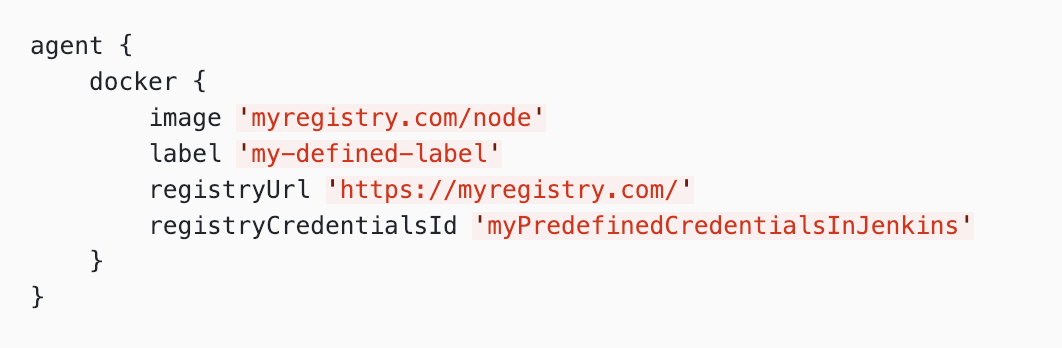 agent {
    docker {
        image 'myregistry.com/node'
        label 'my-defined-label'
        registryUrl 'https://myregistry.com/'
        registryCredentialsId 'myPredefinedCredentialsInJenkins'
    }
}